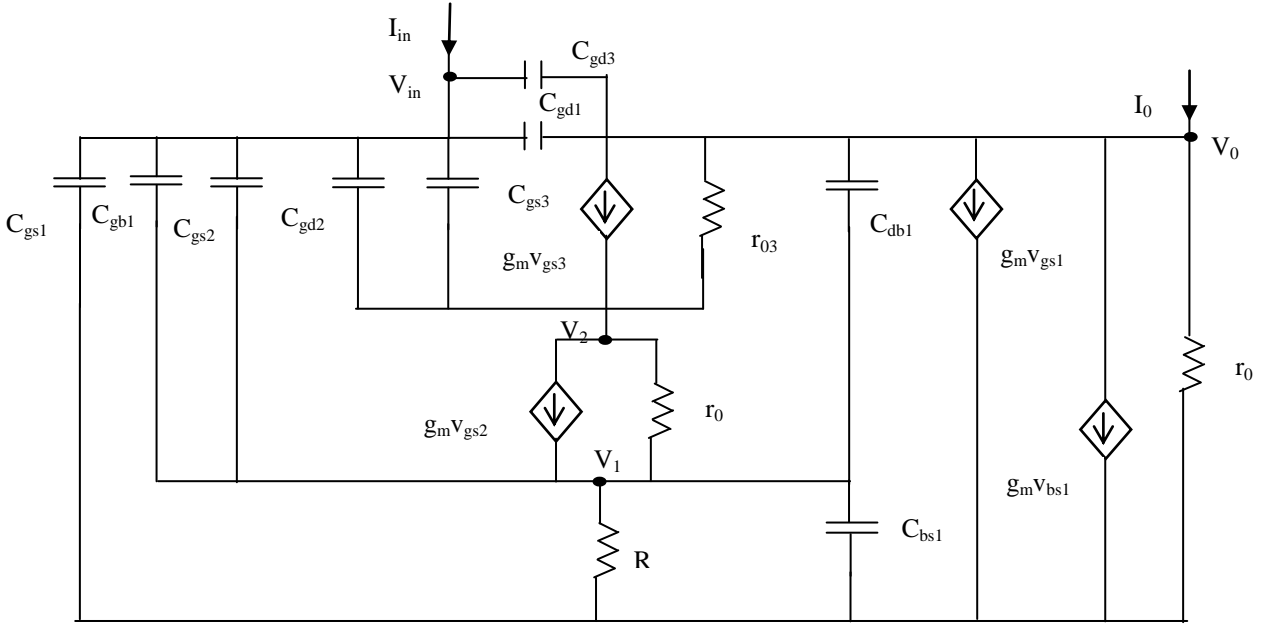 I_in
C_gd3
V_in
C_gd1
I_0
V_0
C_gs1
C_gb1
C_gs2
C_gd2
C_gs3
r_03
C_db1
g_mv_gs3
g_mv_gs1
V_2
r_0
g_mv_gs2
r_0
V_1
g_mv_bs1
C_bs1
R